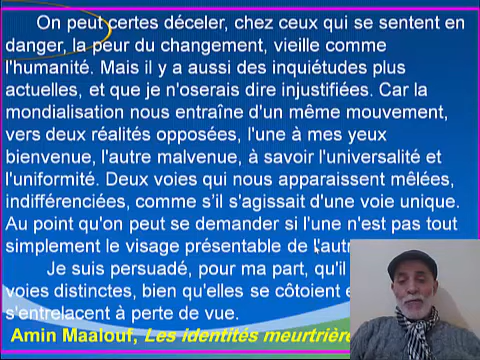 On peut certes déceler, chez ceux qui se sentent en
danger, la peur du changement, vieille comme
l'humanité. Mais il y a aussi des inquiétudes plus
actuelles, et que je n'oserais dire injustifiées. Car la
mondialisation nous entraîne d'un même mouvement,
vers deux réalités opposées, l'une à mes yeux
bienvenue, l'autre malvenue, à savoir l'universalité et
l'uniformité. Deux voies qui nous apparaissent mêlées,
indifférenciées, comme s'il s'agissait d'une voie unique.
Au point qu'on peut se demander si l'une n'est pas tout
simplement le visage présentable de l'autr
Je suis persuadé, pour ma part, qu'il
voies distinctes, bien qu'elles se côtoient e
s'entrelacent à perte de vue.
Amin Maalouf, Les identités meurtrière